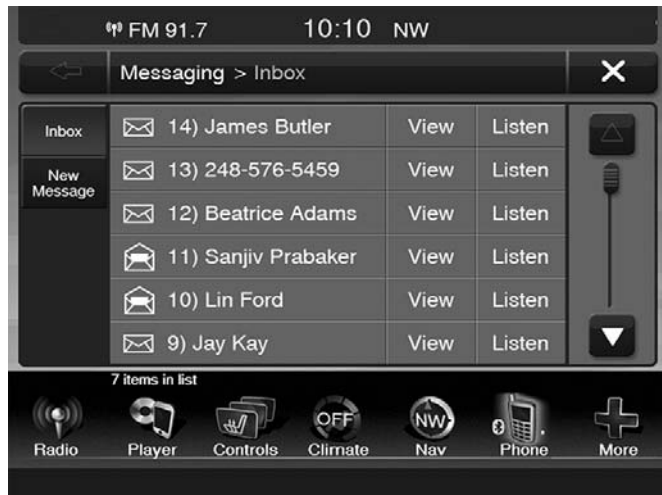 FM 91.7 10:10 NW
Messaging > Inbox
Inbox
New
Message
14) James Butler View Listen
13) 248-576-5459 View Listen
12) Beatrice Adams View Listen
11) Sanjiv Prabaker View Listen
10) Lin Ford View Listen
9) Jay Kay View Listen
7 items in list
OFF NW
Radio Player Controls Climate Nav Phone More